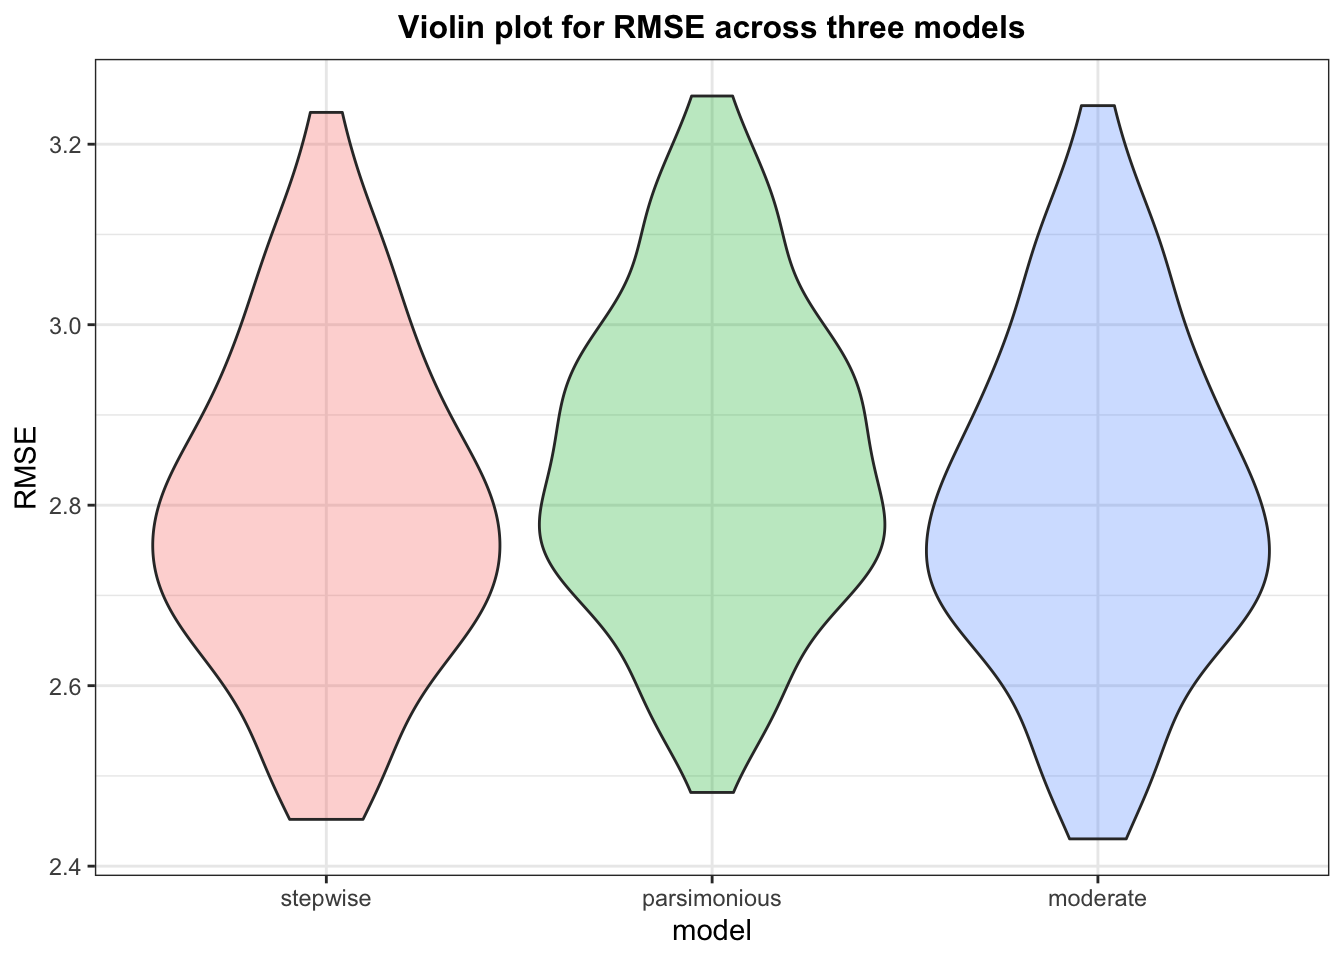 Violin plot for RMSE across three models
RMSE
3.2
3.0
2.8
2.6
2.4
stepwise
parsimonious
moderate
model